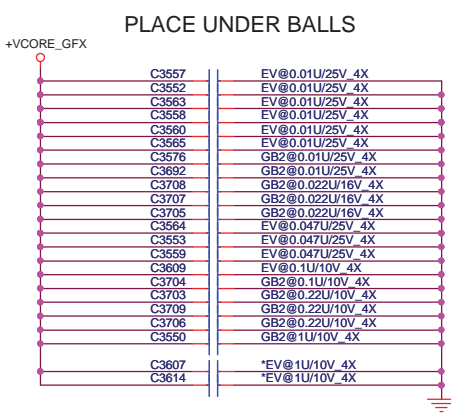 PLACE UNDER BALLS
+VCORE_GFX
C3557 EV@0.01U/25V_4X
C3552 EV@0.01U/25V_4X
C3563 EV@0.01U/25V_4X
C3558 EV@0.01U/25V_4X
C3560 EV@0.01U/25V_4X
C3565 EV@0.01U/25V_4X
C3576 GB2@0.01U/25V_4X
C3692 GB2@0.01U/25V_4X
C3708 GB2@0.022U/16V_4X
C3707 GB2@0.022U/16V_4X
C3705 GB2@0.022U/16V_4X
C3564 EV@0.047U/25V_4X
C3553 EV@0.047U/25V_4X
C3559 EV@0.047U/25V_4X
C3609 EV@0.1U/10V_4X
C3704 GB2@0.1U/10V_4X
C3703 GB2@0.22U/10V_4X
C3709 GB2@0.22U/10V_4X
C3706 GB2@0.22U/10V_4X
C3550 GB2@1U/10V_4X
C3607 *EV@1U/10V_4X
C3614 *EV@1U/10V_4X